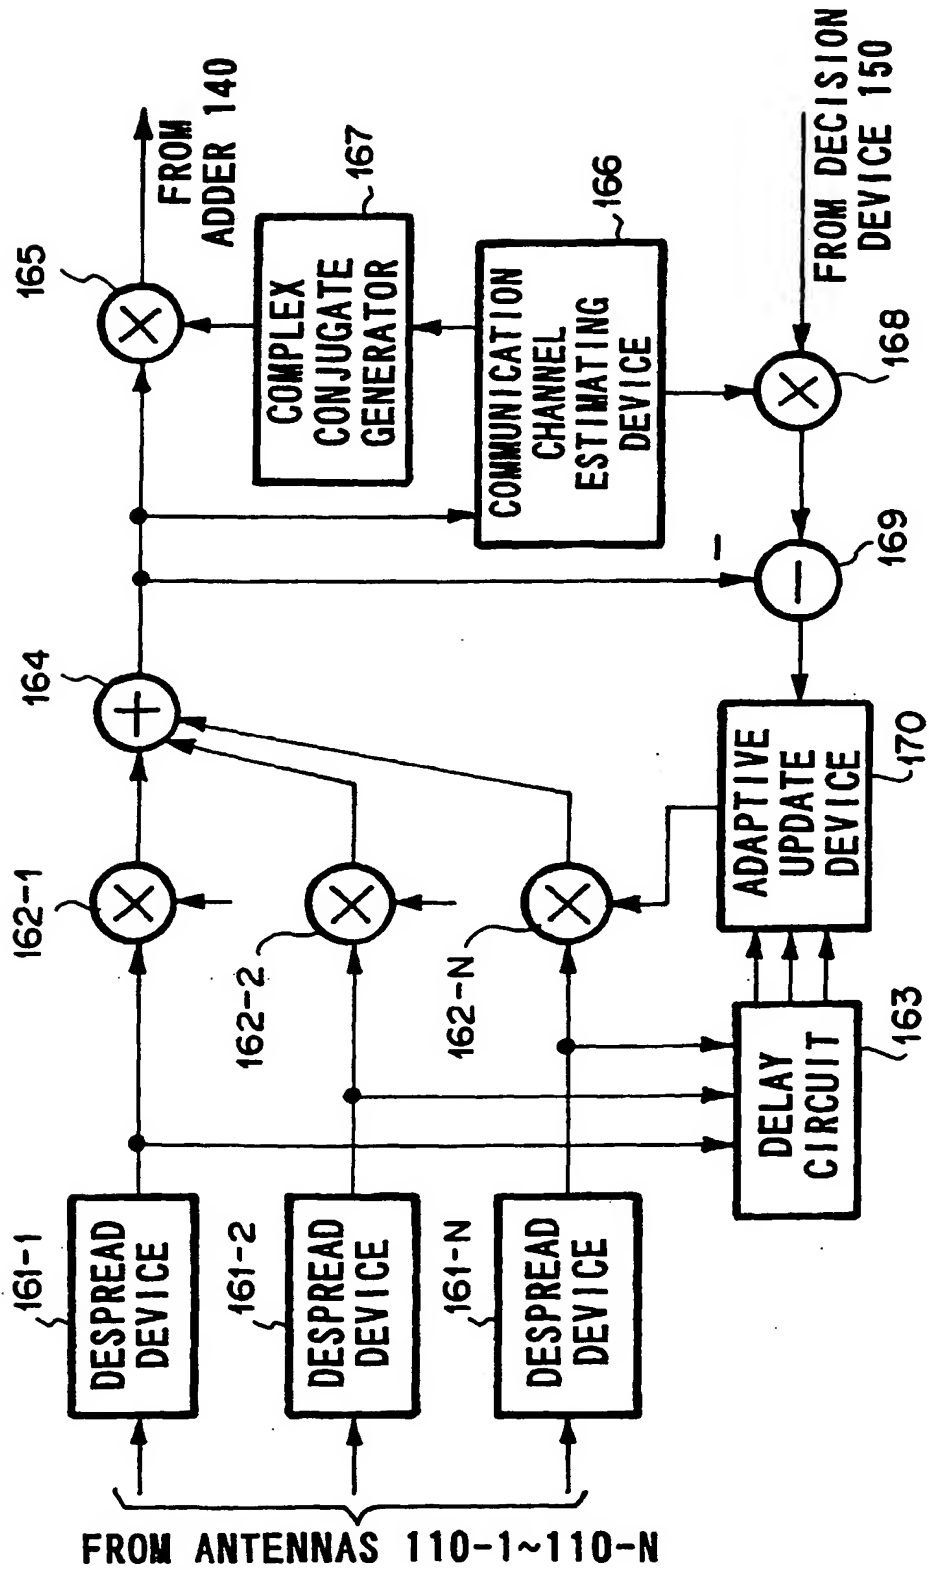 FROM ANTENNAS 110-1~110-N
161-1
DESPREAD
DEVICE
161-2
DESPREAD
DEVICE
161-N
DESPREAD
DEVICE
162-1
162-2
162-N
DELAY
CIRCUIT
163
164
ADAPTIVE
UPDATE
DEVICE
170
165
FROM
ADDER 140
COMPLEX
CONJUGATE
GENERATOR
167
COMMUNICATION
CHANNEL
ESTIMATING
DEVICE
166
168
169
FROM DECISION
DEVICE 150